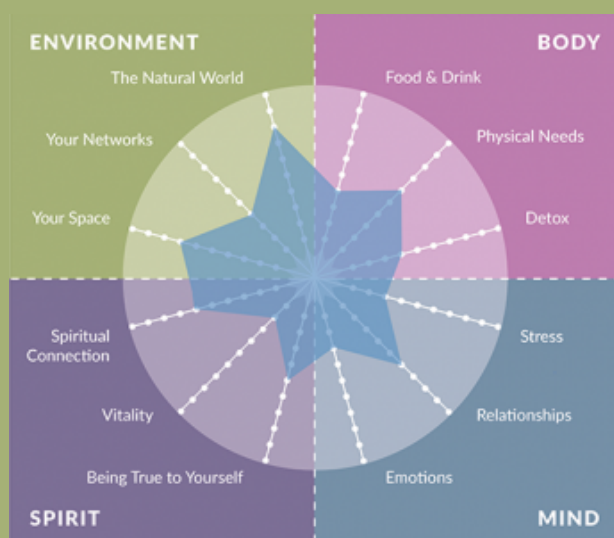 ENVIRONMENT
BODY
The Natural World
Food & Drink
Your Networks
Physical Needs
Your Space
Detox
Spiritual
Connection
Stress
Vitality
Relationships
Being True to Yourself
Emotions
SPIRIT
MIND